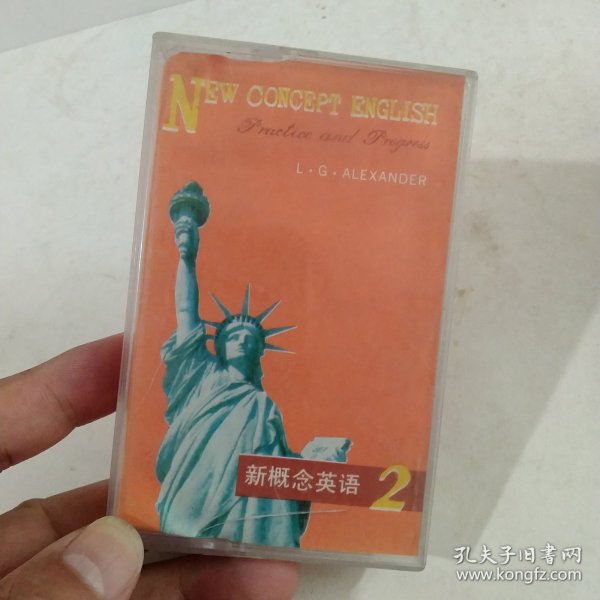 NEW CONCEPT ENGLISH
Practice and Progress
L·G·ALEXANDER
新概念英语 2
孔夫子旧书网
www.kongfz.com